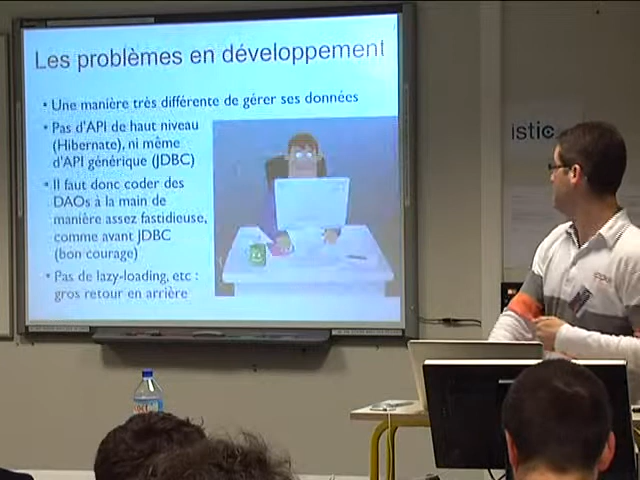 Les problèmes en développement
• Une manière très différente de gérer ses données
• Pas d'API de haut niveau
(Hibernate), ni même
d'API générique (JDBC)
• Il faut donc coder des
DAOs à la main de
manière assez fastidieuse,
comme avant JDBC
(bon courage)
• Pas de lazy-loading, etc :
gros retour en arrière
istic